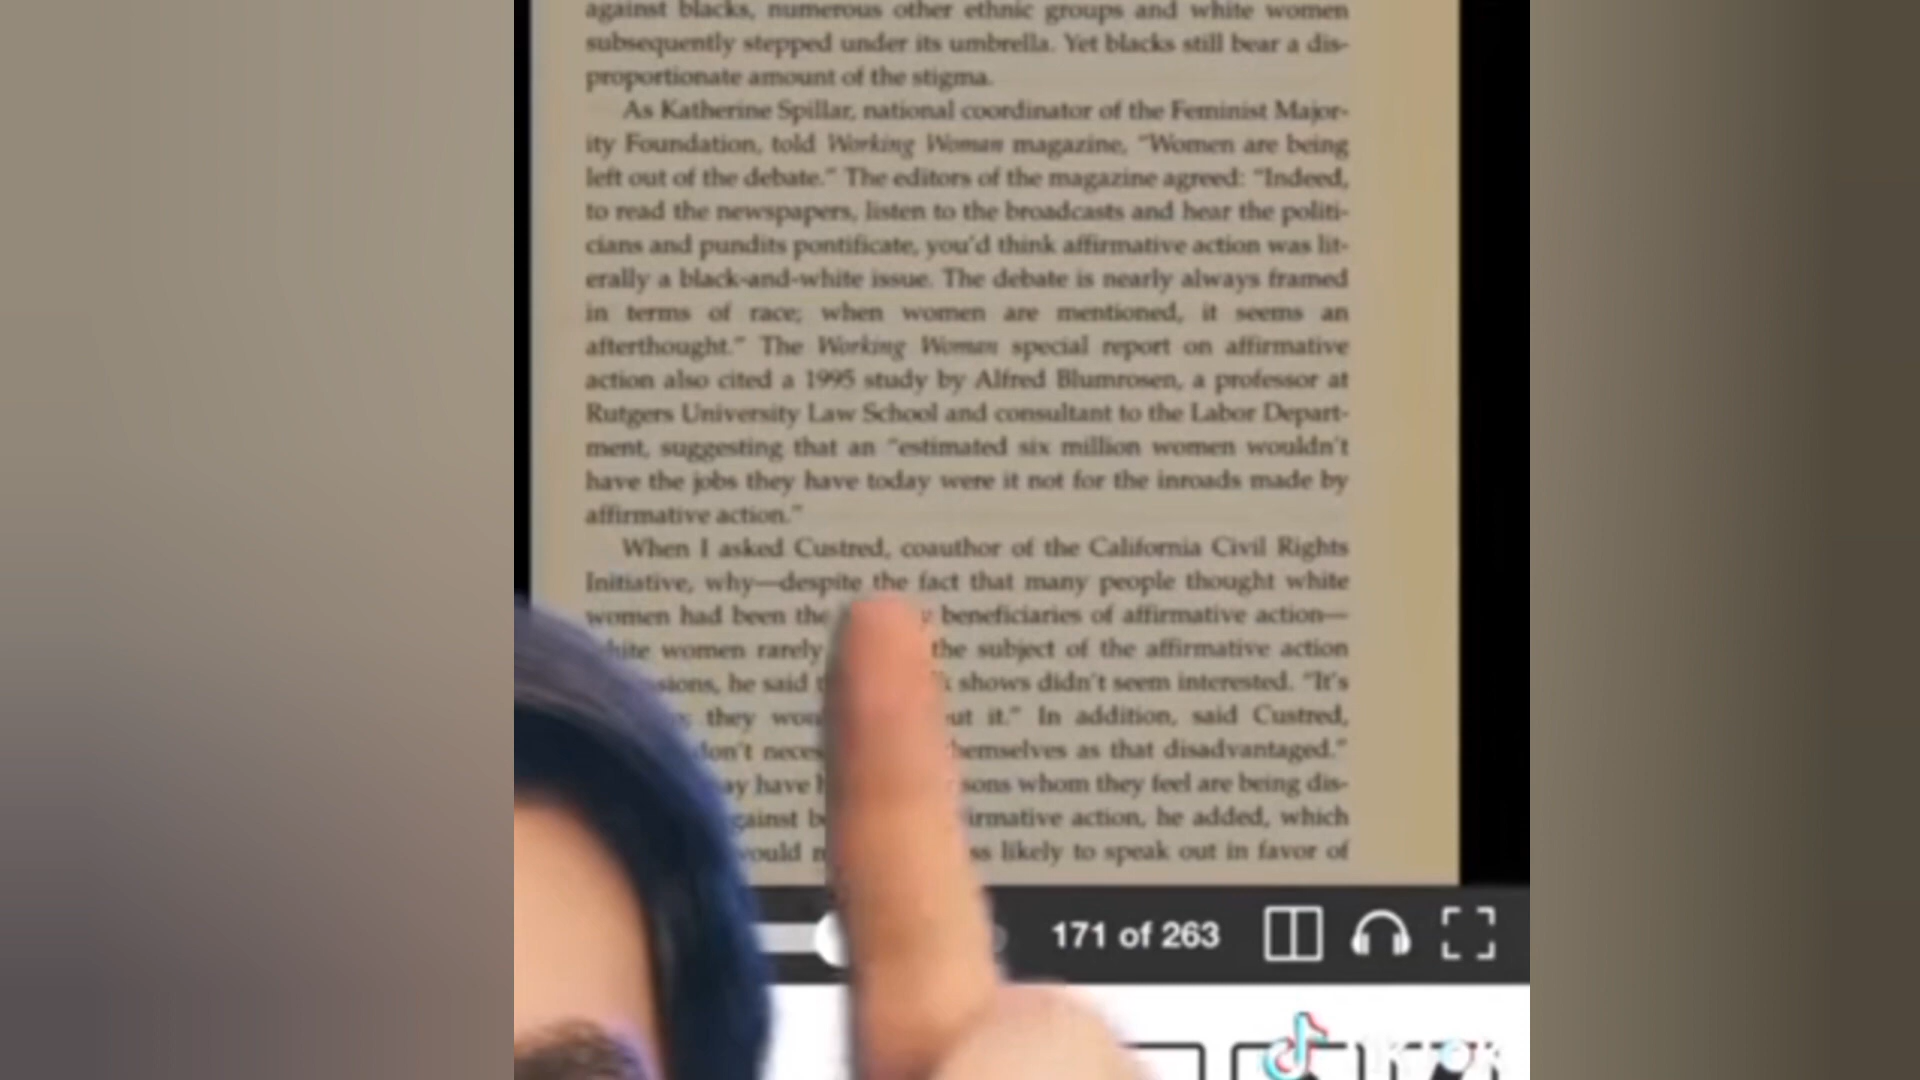 against blacks, numerous other ethnic groups and white women
subsequently stepped under its umbrella. Yet blacks still bear a dis-
proportionate amount of the stigma.
As Katherine Spillar, national coordinator of the Feminist Major-
ity Foundation, told Working Woman magazine, "Women are being
left out of the debate." The editors of the magazine agreed: "Indeed,
to read the newspapers, listen to the broadcasts and hear the politi-
cians and pundits pontificate, you'd think affirmative action was lit-
erally a black-and-white issue. The debate is nearly always framed
in terms of race; when women are mentioned, it seems an
afterthought." The Working Woman special report on affirmative
action also cited a 1995 study by Alfred Blumrosen, a professor at
Rutgers University Law School and consultant to the Labor Depart-
ment, suggesting that an "estimated six million women wouldn't
have the jobs they have today were it not for the inroads made by
affirmative action."
When I asked Custred, coauthor of the California Civil Rights
Initiative, why—despite the fact that many people thought white
women had been the beneficiaries of affirmative action—
women rarely the subject of the affirmative action
he said shows didn't seem interested. "It's
they it." In addition, said Custred,
don't as that disadvantaged."
have whom they feel are being dis-
action, he added, which
likely to speak out in favor of
171 of 263